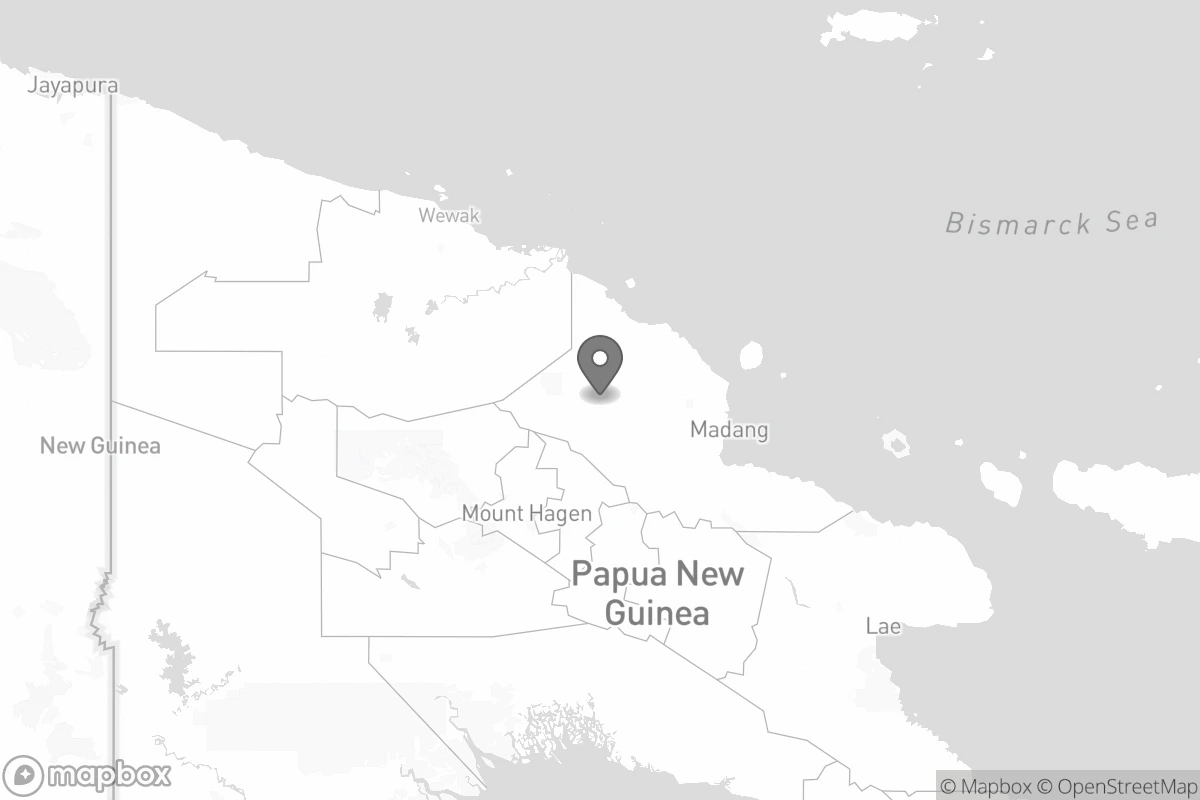 Jayapura
Wewak
Bismarck Sea
Madang
New Guinea
Mount Hagen
Papua New
Guinea
Lae
mapbox
© Mapbox © OpenStreetMap